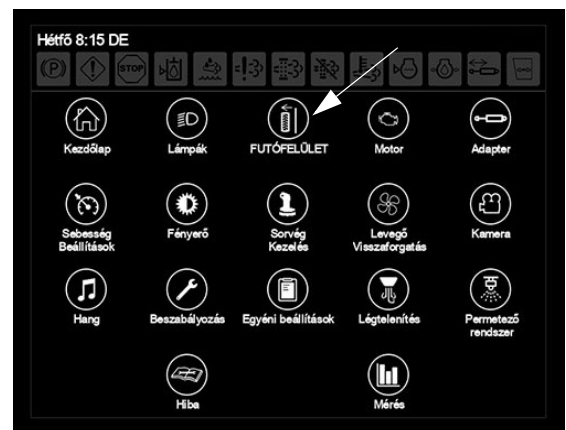 Hétfő 8:15 DE
STOP
Kezdőlap Lámpák FUTÓFELÜLET Motor Adapter
Sebesség Beállítások Fényerő Sorvég Kezelés Levegő Visszaforgatás Kamera
Hang Beszabályozás Egyéni beállítások Légtelenítés Permetező rendszer
Hiba Mérés